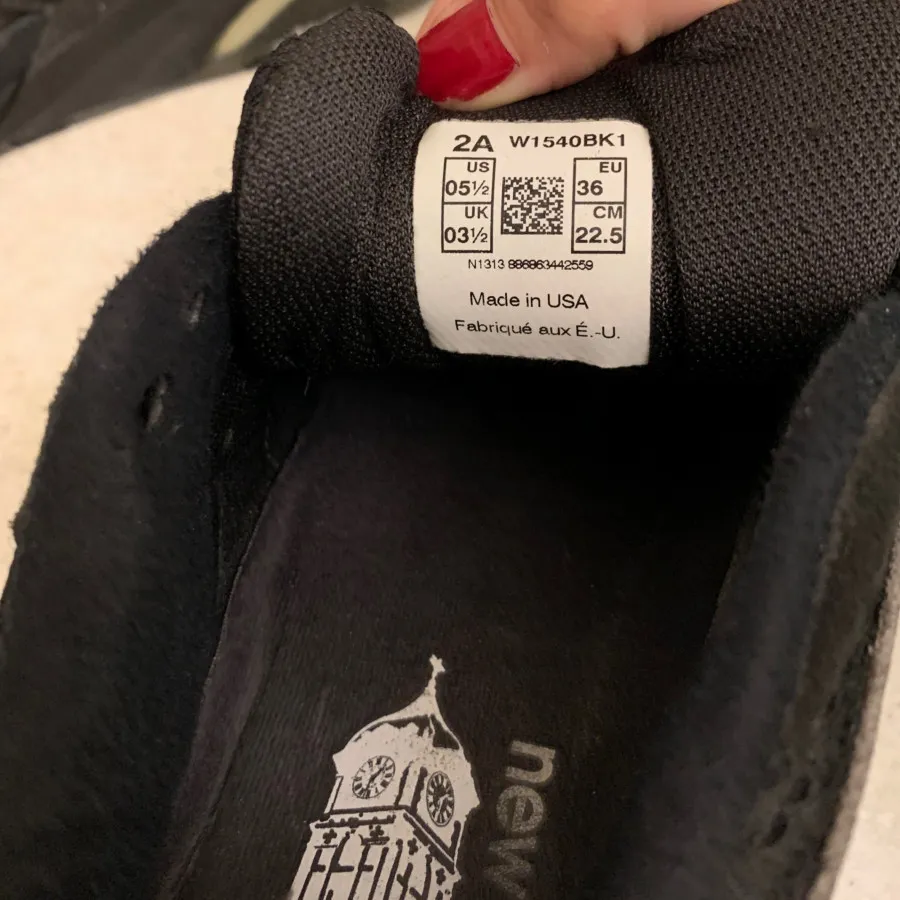 2A W1540BK1
US
05½
EU
36
UK
03½
CM
22.5
N1313 886863442559
Made in USA
Fabriqué aux É.-U.
new